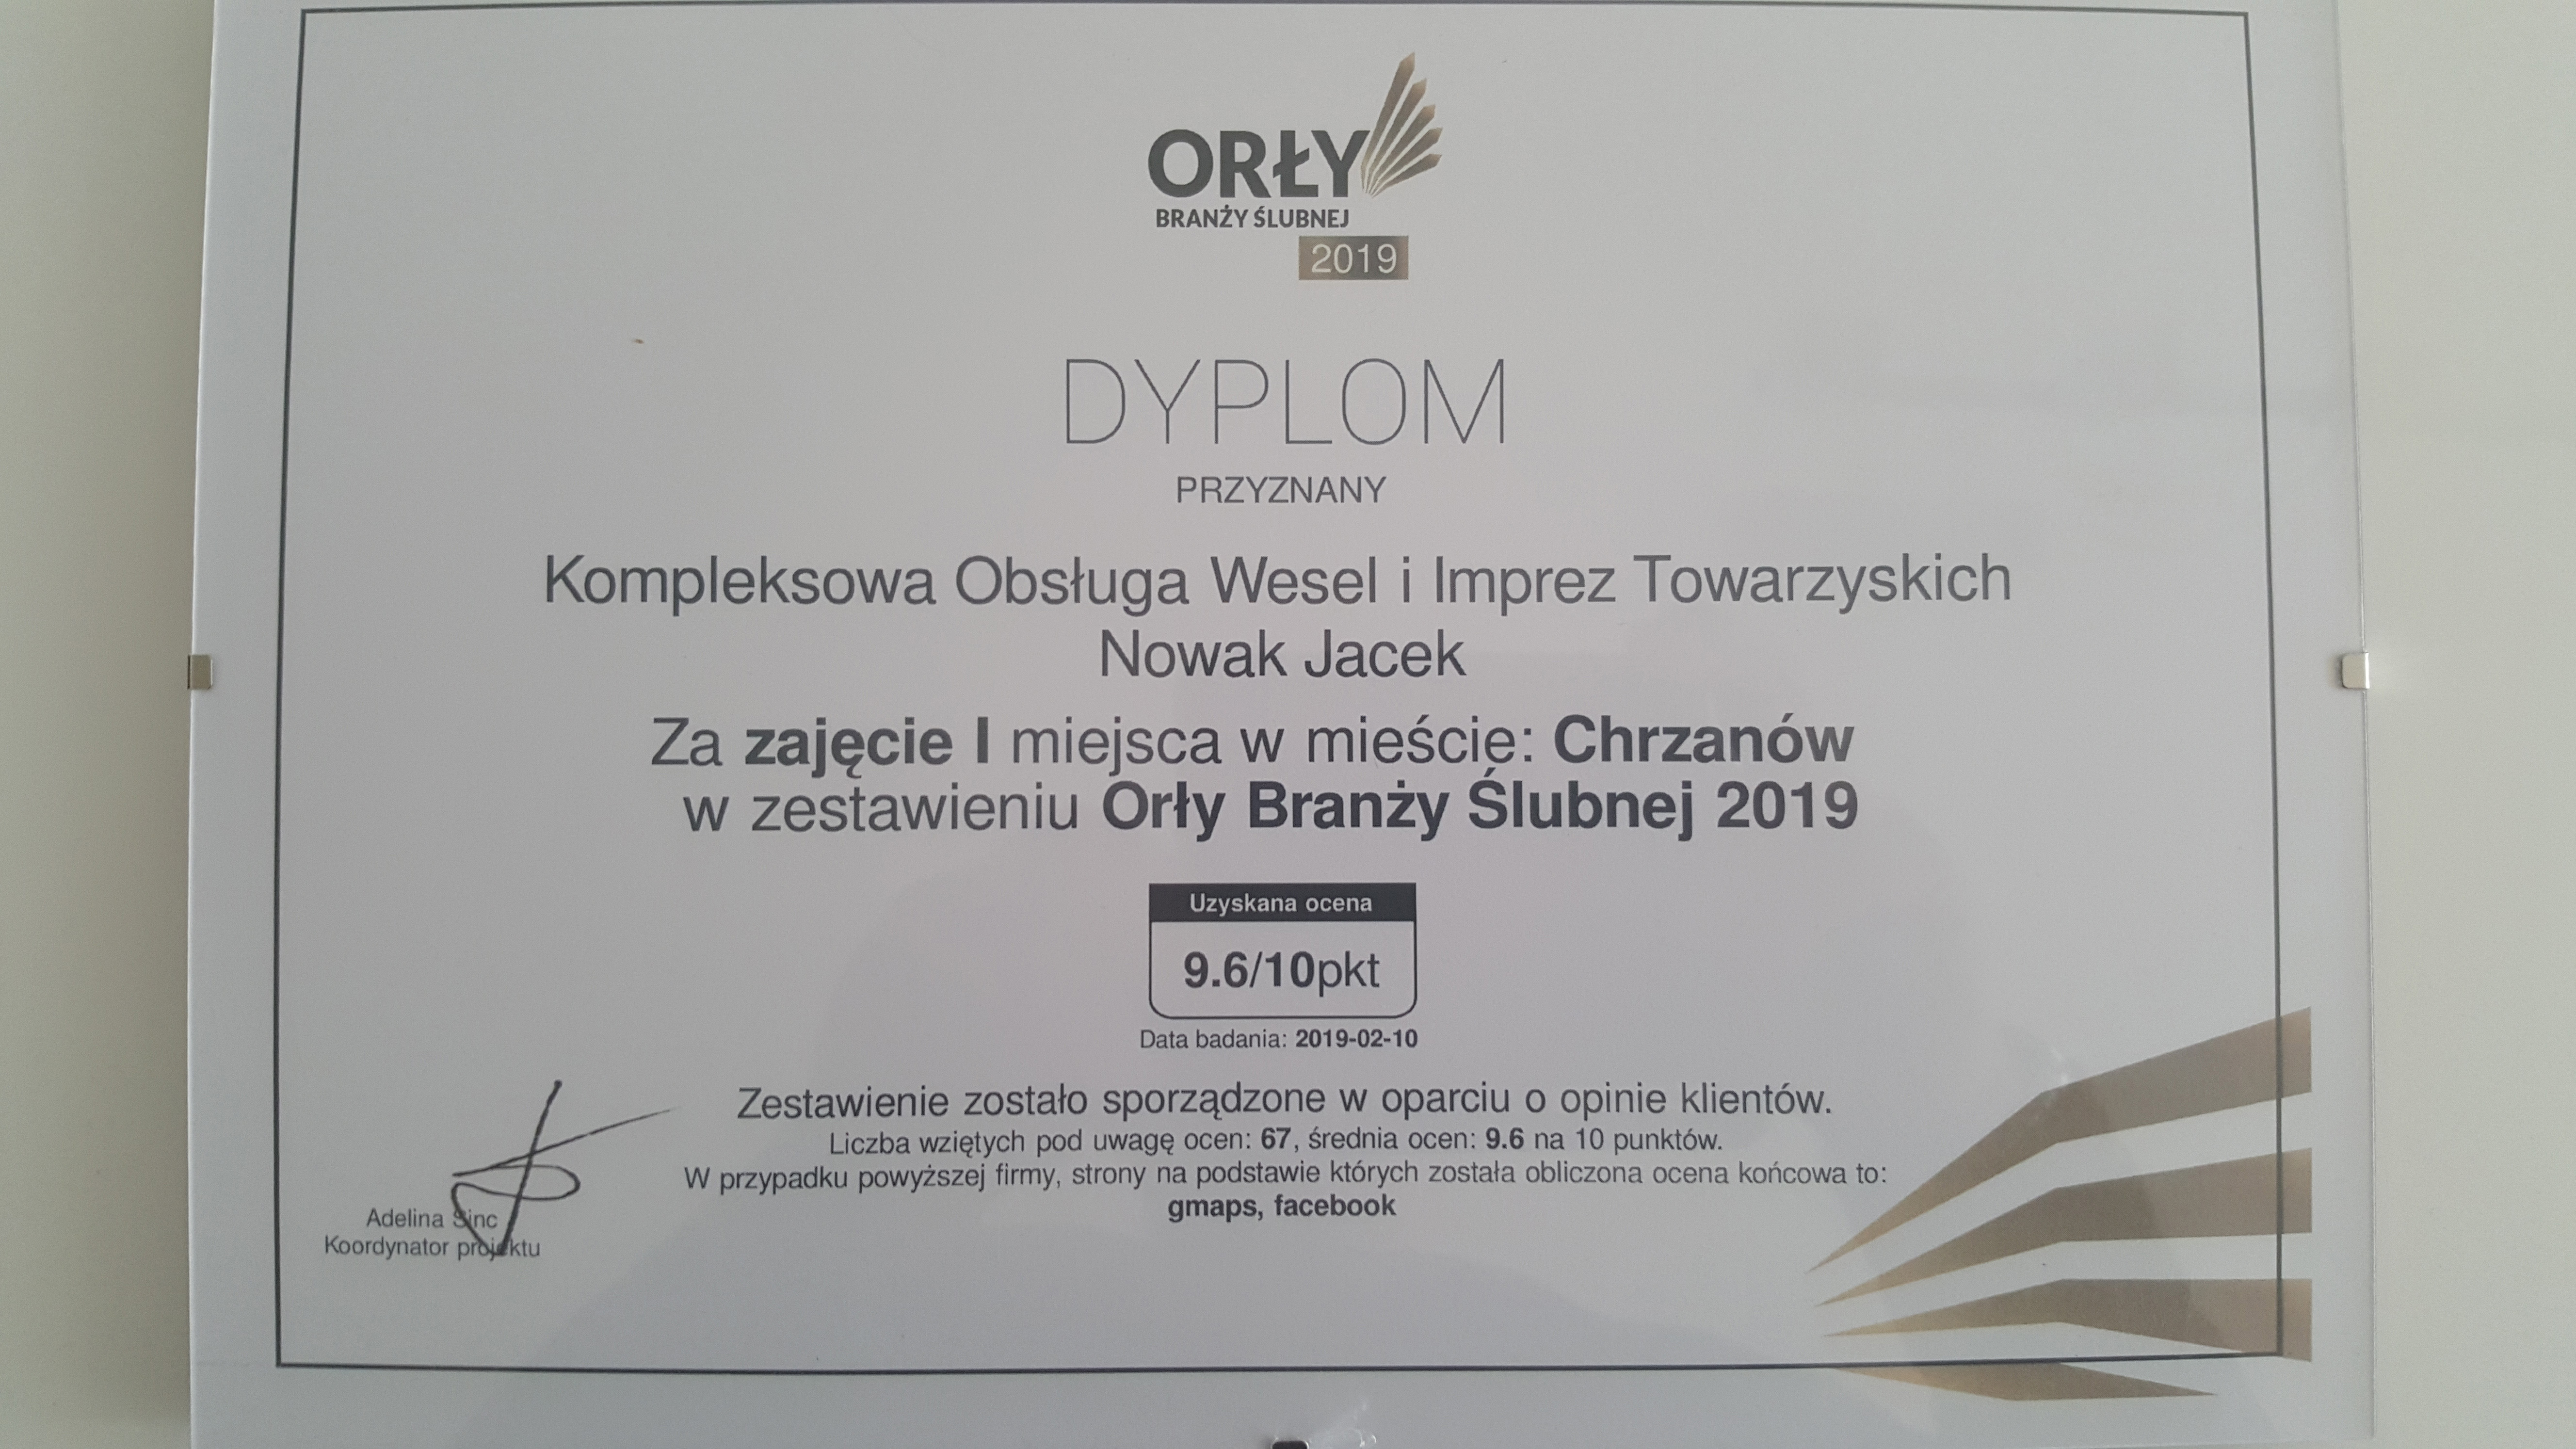 ORŁY
BRANŻY ŚLUBNEJ
2019
DYPLOM
PRZYZNANY
Kompleksowa Obsługa Wesel i Imprez Towarzyskich
Nowak Jacek
Za zajęcie I miejsca w mieście: Chrzanów
w zestawieniu Orły Branży Ślubnej 2019
Uzyskana ocena
9.6/10pkt
Data badania: 2019-02-10
Zestawienie zostało sporządzone w oparciu o opinie klientów.
Liczba wziętych pod uwagę ocen: 67, średnia ocen: 9.6 na 10 punktów.
W przypadku powyższej firmy, strony na podstawie których została obliczona ocena końcowa to:
gmaps, facebook
Adelina Sinc
Koordynator projektu